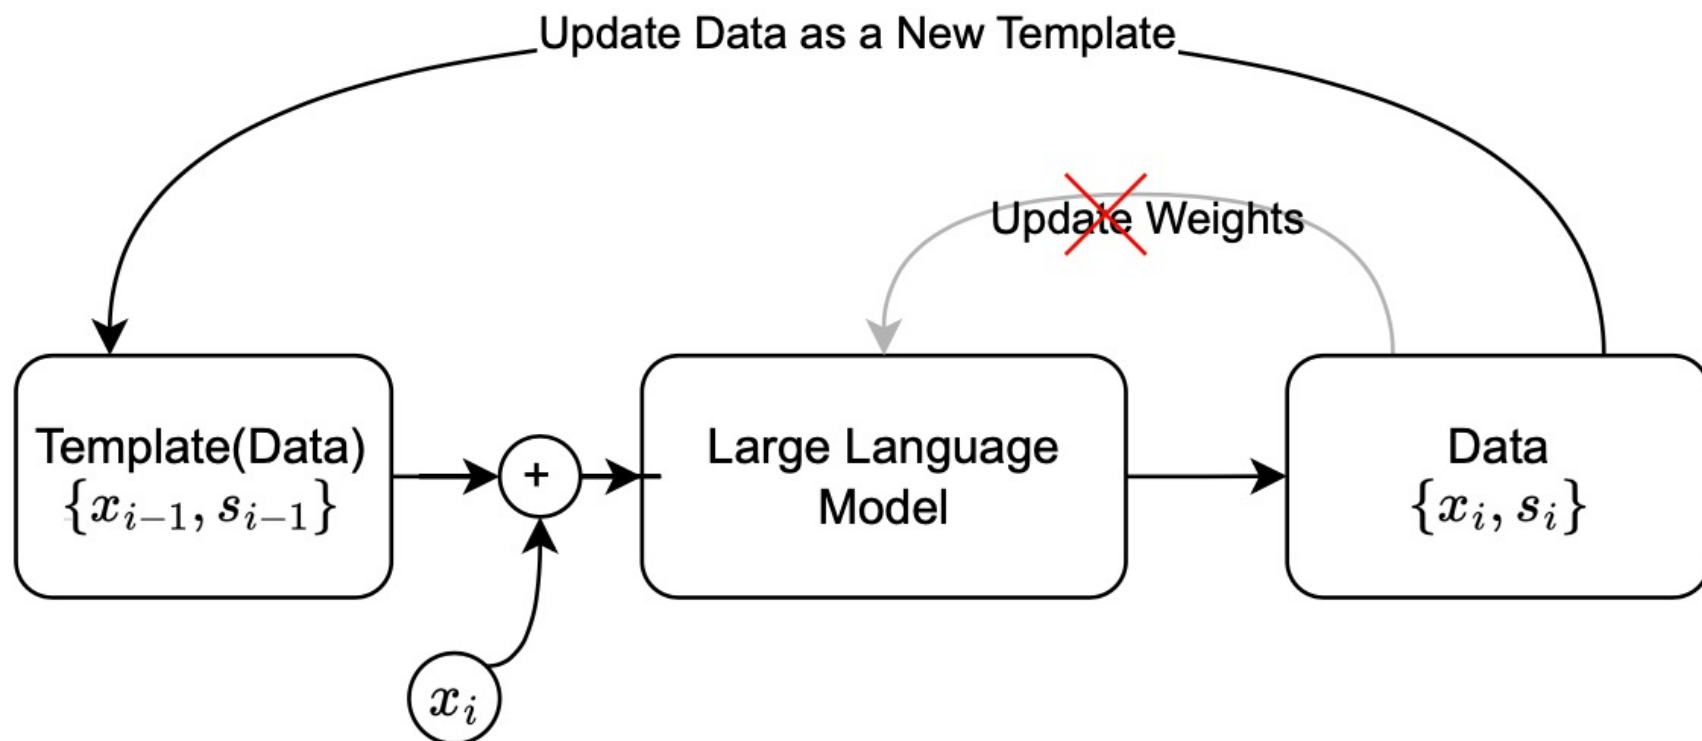 Update Data as a New Template
Update Weights
Template(Data)
{x_{i-1}, s_{i-1}}
+
Large Language
Model
Data
{x_i, s_i}
x_i